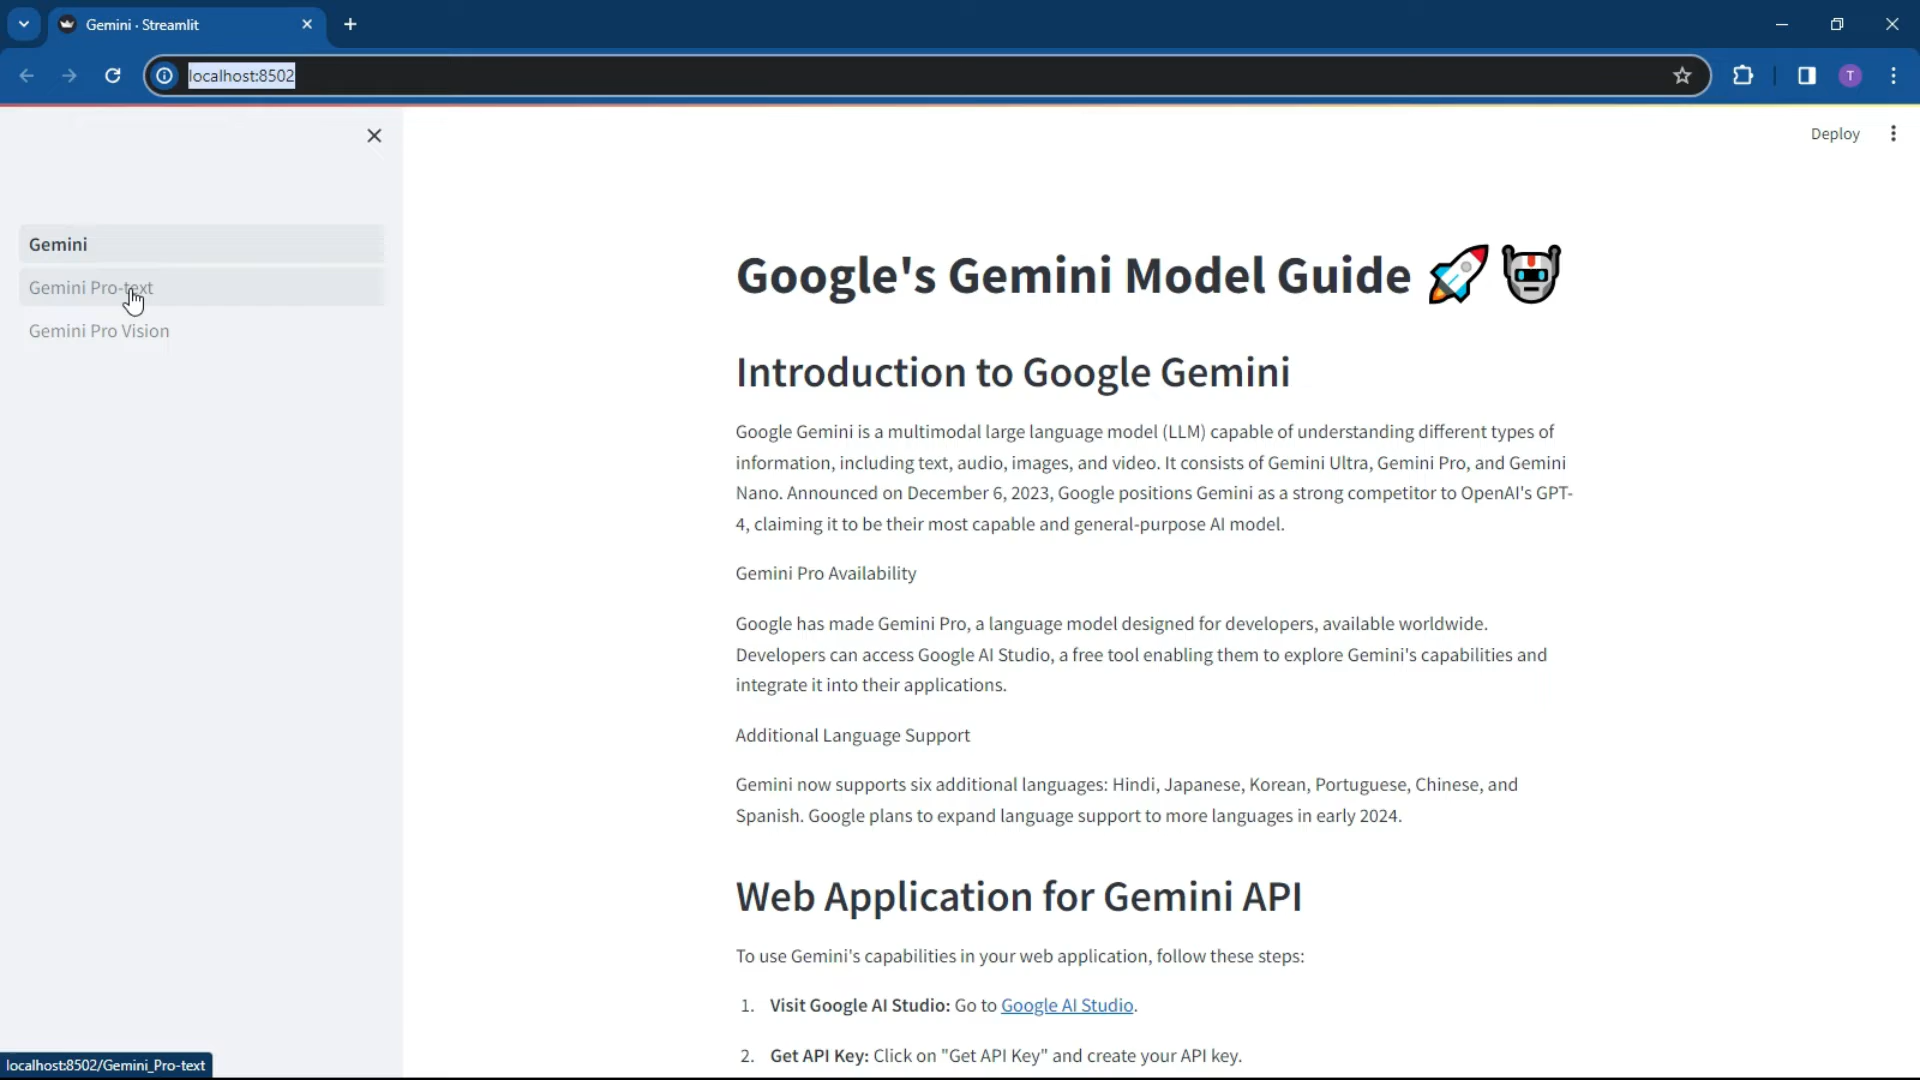 Gemini · Streamlit
localhost:8502
T
Deploy
Gemini
Gemini Pro-text
Gemini Pro Vision
Google's Gemini Model Guide 🚀 🤖
Introduction to Google Gemini
Google Gemini is a multimodal large language model (LLM) capable of understanding different types of
information, including text, audio, images, and video. It consists of Gemini Ultra, Gemini Pro, and Gemini
Nano. Announced on December 6, 2023, Google positions Gemini as a strong competitor to OpenAI's GPT-
4, claiming it to be their most capable and general-purpose AI model.
Gemini Pro Availability
Google has made Gemini Pro, a language model designed for developers, available worldwide.
Developers can access Google AI Studio, a free tool enabling them to explore Gemini's capabilities and
integrate it into their applications.
Additional Language Support
Gemini now supports six additional languages: Hindi, Japanese, Korean, Portuguese, Chinese, and
Spanish. Google plans to expand language support to more languages in early 2024.
Web Application for Gemini API
To use Gemini's capabilities in your web application, follow these steps:
1. Visit Google AI Studio: Go to Google AI Studio.
2. Get API Key: Click on "Get API Key" and create your API key.
localhost:8502/Gemini_Pro-text